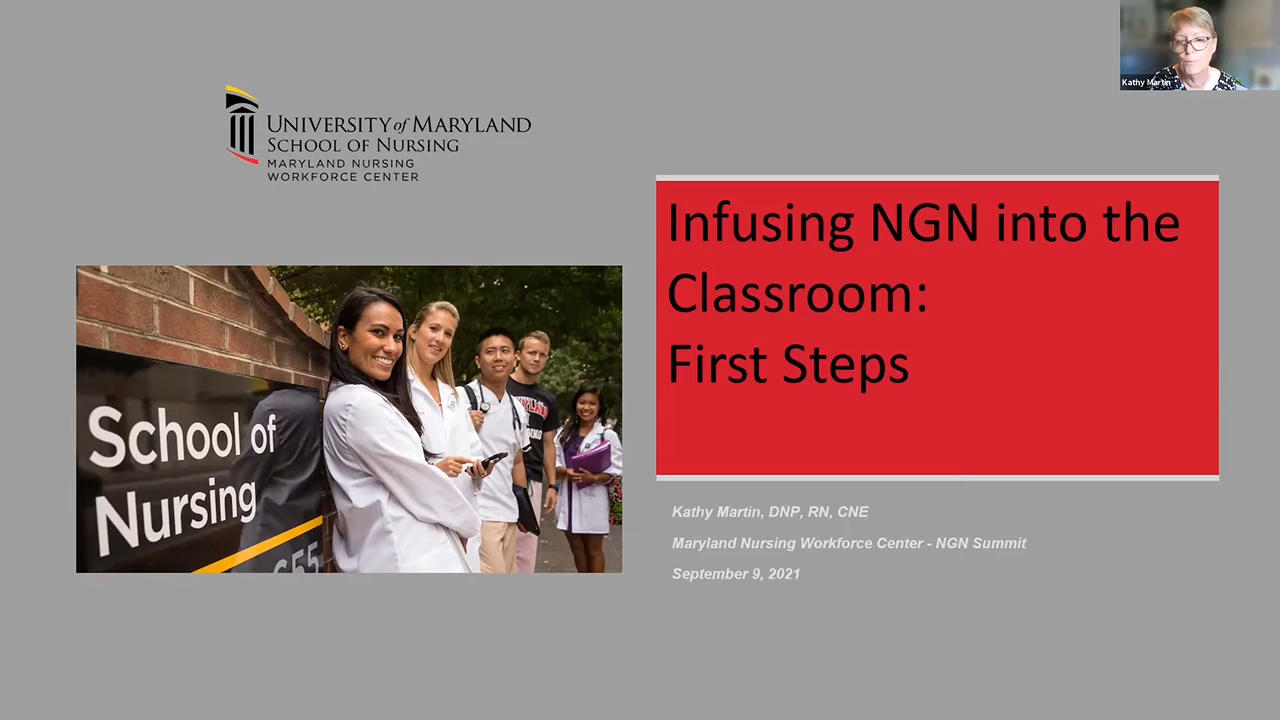 Kathy Martin
UNIVERSITY of MARYLAND
SCHOOL OF NURSING
MARYLAND NURSING
WORKFORCE CENTER
Infusing NGN into the
Classroom:
First Steps
School of
Nursing
655
Kathy Martin, DNP, RN, CNE
Maryland Nursing Workforce Center - NGN Summit
September 9, 2021